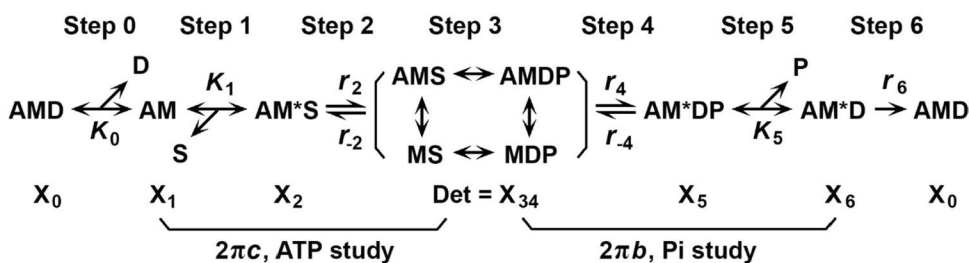 Step 0 Step 1 Step 2 Step 3 Step 4 Step 5 Step 6
D P
AMS AMDP
K₁ r₂ r₄ r₆
AMD AM AM*S AM*DP AM*D AMD
K₀ r₋₂ r₋₄ K₅
S MS MDP
X₀ X₁ X₂ Det = X₃₄ X₅ X₆ X₀
2πc, ATP study 2πb, Pi study